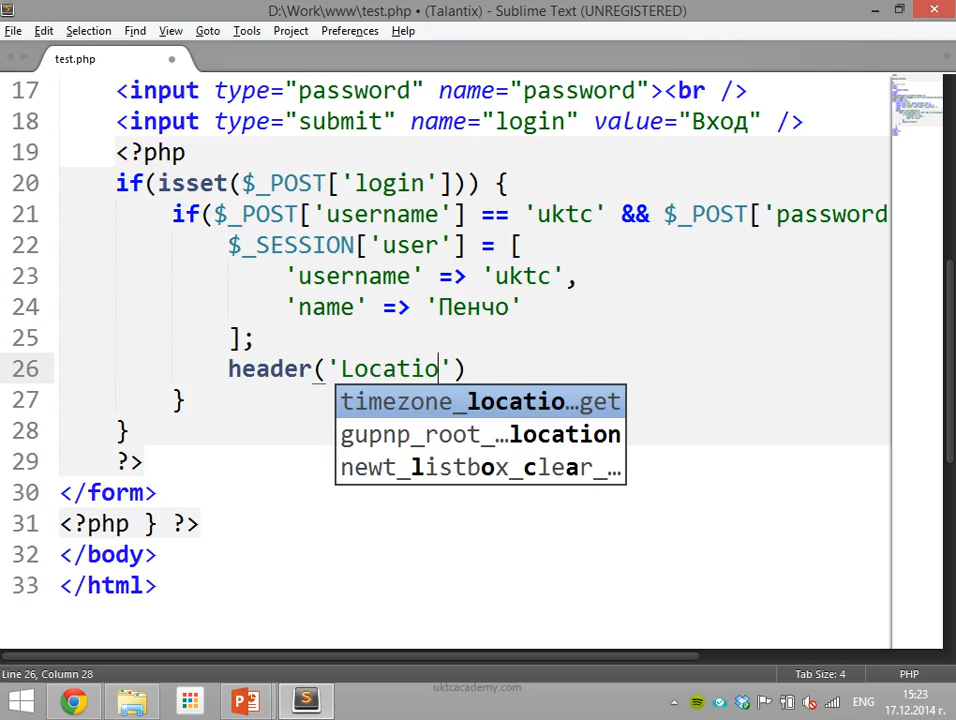 D:\Work\www\test.php • (Talantix) - Sublime Text (UNREGISTERED)
File Edit Selection Find View Goto Tools Project Preferences Help
test.php
17 <input type="password" name="password"><br />
18 <input type="submit" name="login" value="Вход" />
19 <?php
20 if(isset($_POST['login'])) {
21 if($_POST['username'] == 'uktc' && $_POST['password
22 $_SESSION['user'] = [
23 'username' => 'uktc',
24 'name' => 'Пенчо'
25 ];
26 header('Locatio')
timezone_locatio…get
27 }
gupnp_root_…location
28 }
newt_listbox_clear_…
29 ?>
30 </form>
31 <?php } ?>
32 </body>
33 </html>
Line 26, Column 28 Tab Size: 4 PHP
uktcacademy.com
ENG
15:23
17.12.2014 г.